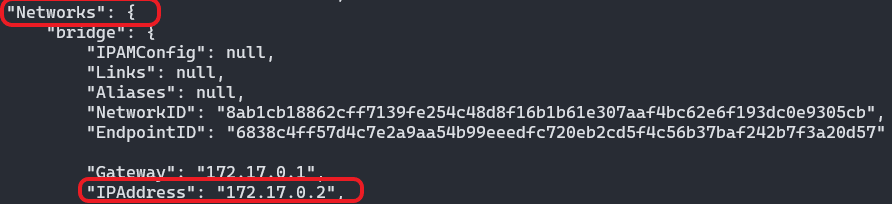 "Networks": {
"bridge": {
"IPAMConfig": null,
"Links": null,
"Aliases": null,
"NetworkID": "8ab1cb18862cff7139fe254c48d8f16b1b61e307aaf4bc62e6f193dc0e9305cb",
"EndpointID": "6838c4ff57d4c7e2a9aa54b99eeedfc720eb2cd5f4c56b37baf242b7f3a20d57"
"Gateway": "172.17.0.1",
"IPAddress": "172.17.0.2",